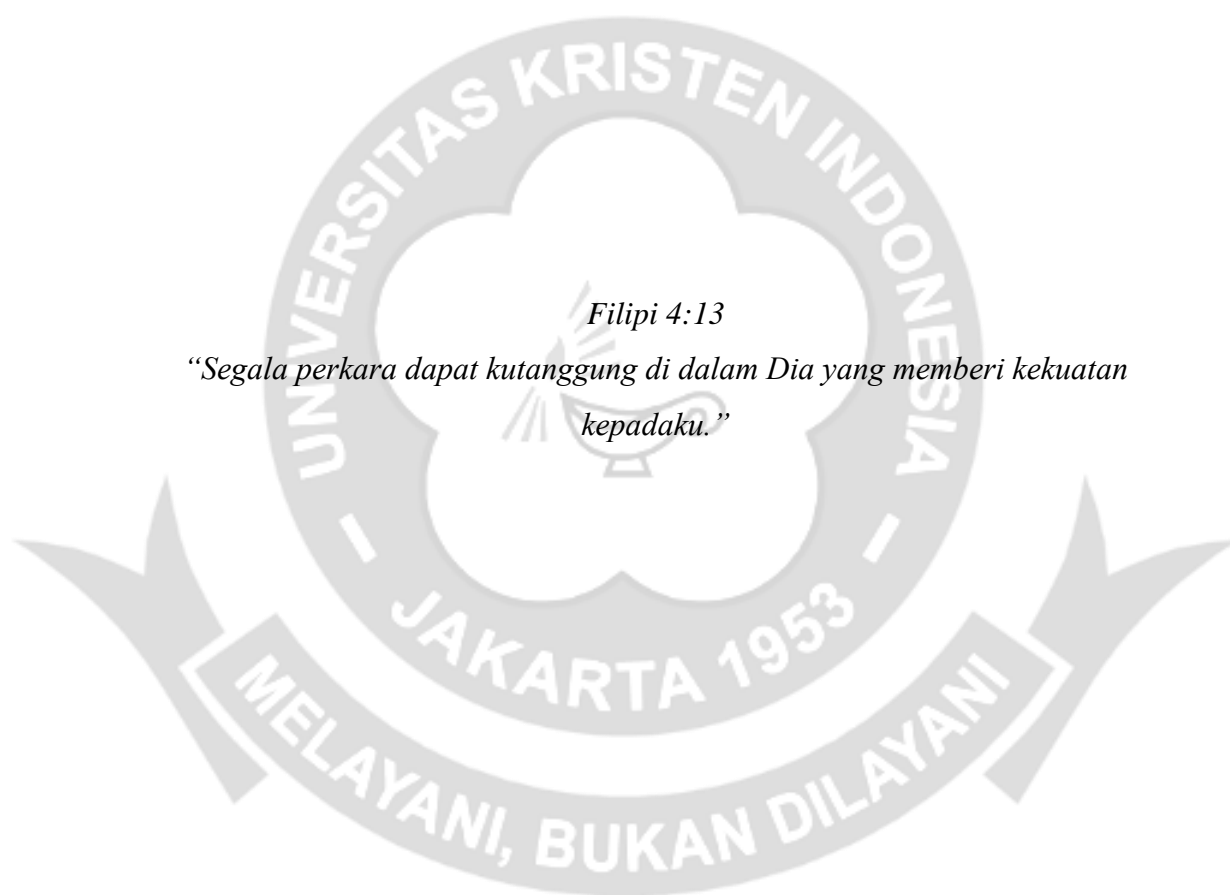 UNIVERSITAS KRISTEN INDONESIA
Filipi 4:13
“Segala perkara dapat kutanggung di dalam Dia yang memberi kekuatan
kepadaku.”
- JAKARTA 1953 -
MELAYANI, BUKAN DILAYANI